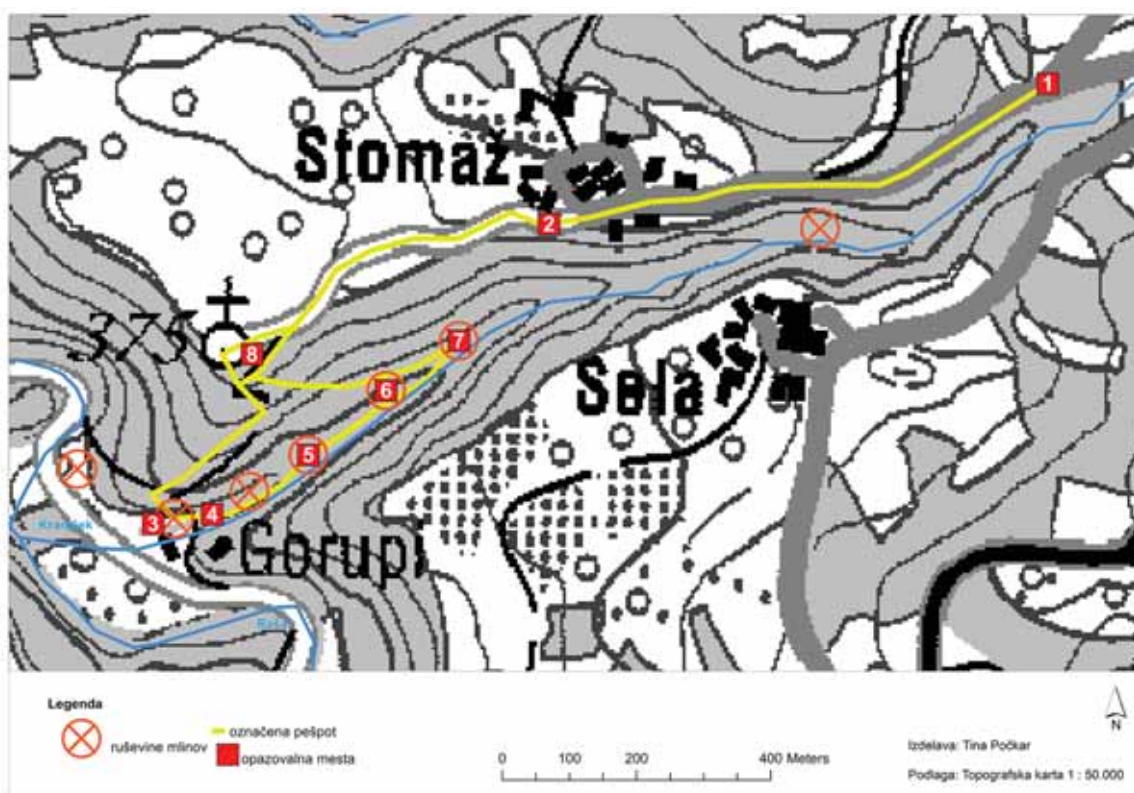 1
Stomaž
2
375
8
7
6
Sela
5
3
4
Gorupi
Legenda
ruševine mlinov
označena pešpot
opazovalna mesta
0 100 200 400 Meters
N
Izdelava: Tina Počkar
Podlaga: Topografska karta 1 : 50.000